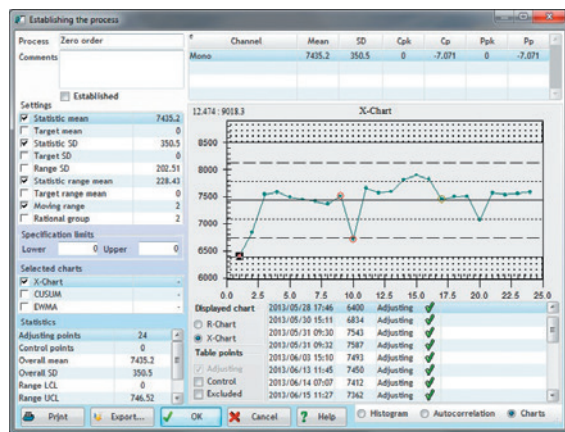 Establishing the process
Process Zero order
Comments
Established
Settings
Statistic mean 7435.2
Target mean 0
Statistic SD 350.5
Target SD 0
Range SD 202.51
Statistic range mean 228.43
Target range mean 0
Moving range 2
Rational group 2
Specification limits
Lower 0 Upper 0
Selected charts
X-Chart -
CUSUM -
EWMA -
Statistics
Adjusting points 24
Control points 0
Overall mean 7435.2
Overall SD 350.5
Range LCL 0
Range UCL 746.52
Channel Mean SD Cpk Cp Ppk Pp
Mono 7435.2 350.5 0 -7.071 0 -7.071
12.474 : 9018.3 X-Chart
8500
8000
7500
7000
6500
6000
0.0 2.5 5.0 7.5 10.0 12.5 15.0 17.5 20.0 22.5 25.0
Displayed chart
R-Chart
X-Chart
Table points
Adjusting
Control
Excluded
2013/05/28 17:46 6400 Adjusting
2013/05/30 15:11 6834 Adjusting
2013/05/31 09:30 7543 Adjusting
2013/05/31 09:32 7587 Adjusting
2013/06/03 15:10 7493 Adjusting
2013/06/13 11:45 7450 Adjusting
2013/06/14 07:07 7412 Adjusting
2013/06/15 11:27 7362 Adjusting
Print Export... OK Cancel Help Histogram Autocorrelation Charts